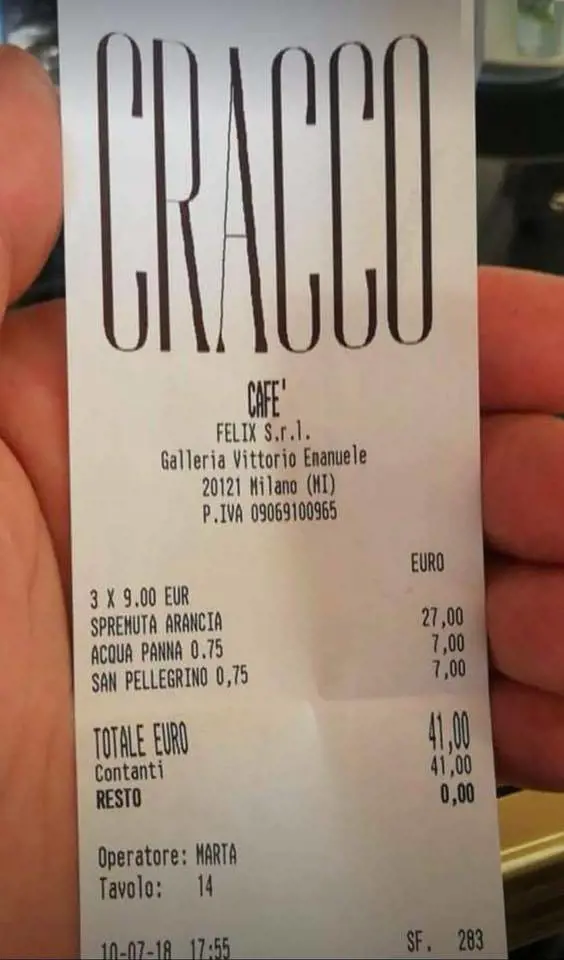 CRACCO
CAFE'
FELIX S.r.l.
Galleria Vittorio Emanuele
20121 Milano (MI)
P.IVA 09069100965
EURO
3 X 9.00 EUR
SPREMUTA ARANCIA 27,00
ACQUA PANNA 0.75 7,00
SAN PELLEGRINO 0,75 7,00
TOTALE EURO 41,00
Contanti 41,00
RESTO 0,00
Operatore: MARTA
Tavolo: 14
10-07-18 17:55 SF. 283